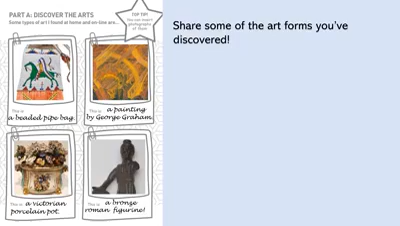 PART A: DISCOVER THE ARTS
Some types of art I found at home and on-line are...
TOP TIP!
You can insert
photographs
of them
This is a beaded pipe bag.
This is a painting
by George Graham
This is a victorian
porcelain pot.
This is a bronze
roman figurine!
Share some of the art forms you've
discovered!